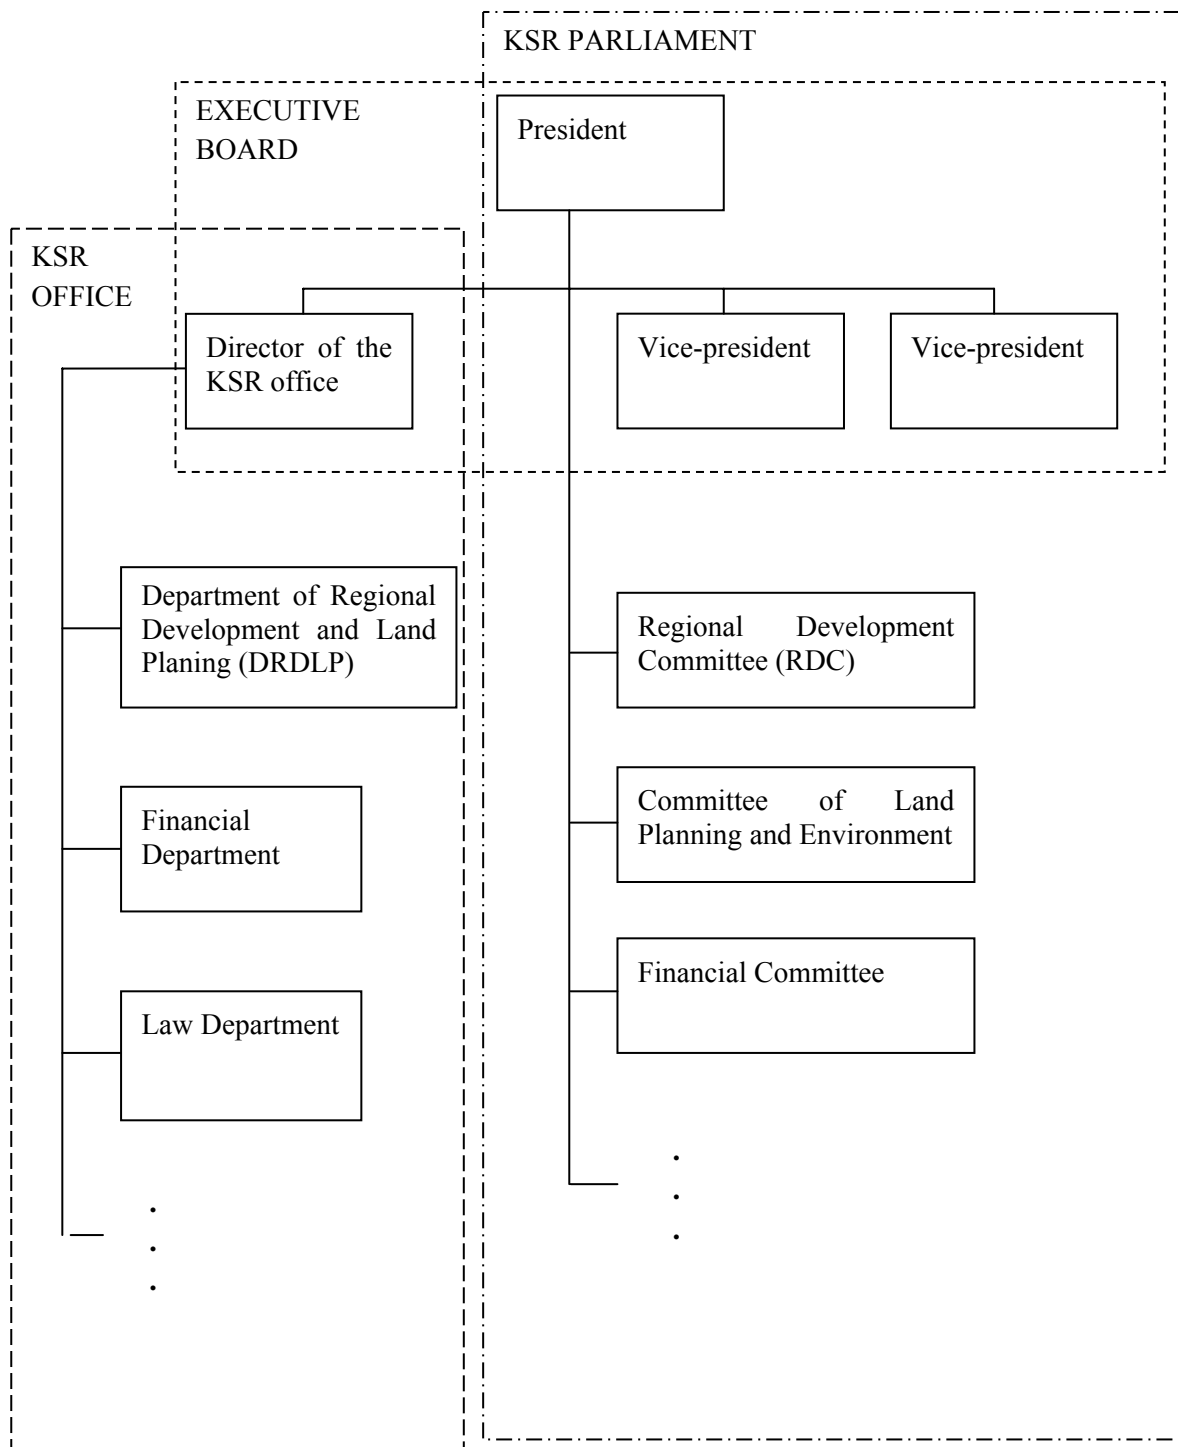 KSR PARLIAMENT
EXECUTIVE
BOARD
President
KSR
OFFICE
Director of the
KSR office
Vice-president
Vice-president
Department of Regional
Development and Land
Planing (DRDLP)
Regional Development
Committee (RDC)
Financial
Department
Committee of Land
Planning and Environment
Law Department
Financial Committee
.
.
.
.
.
.